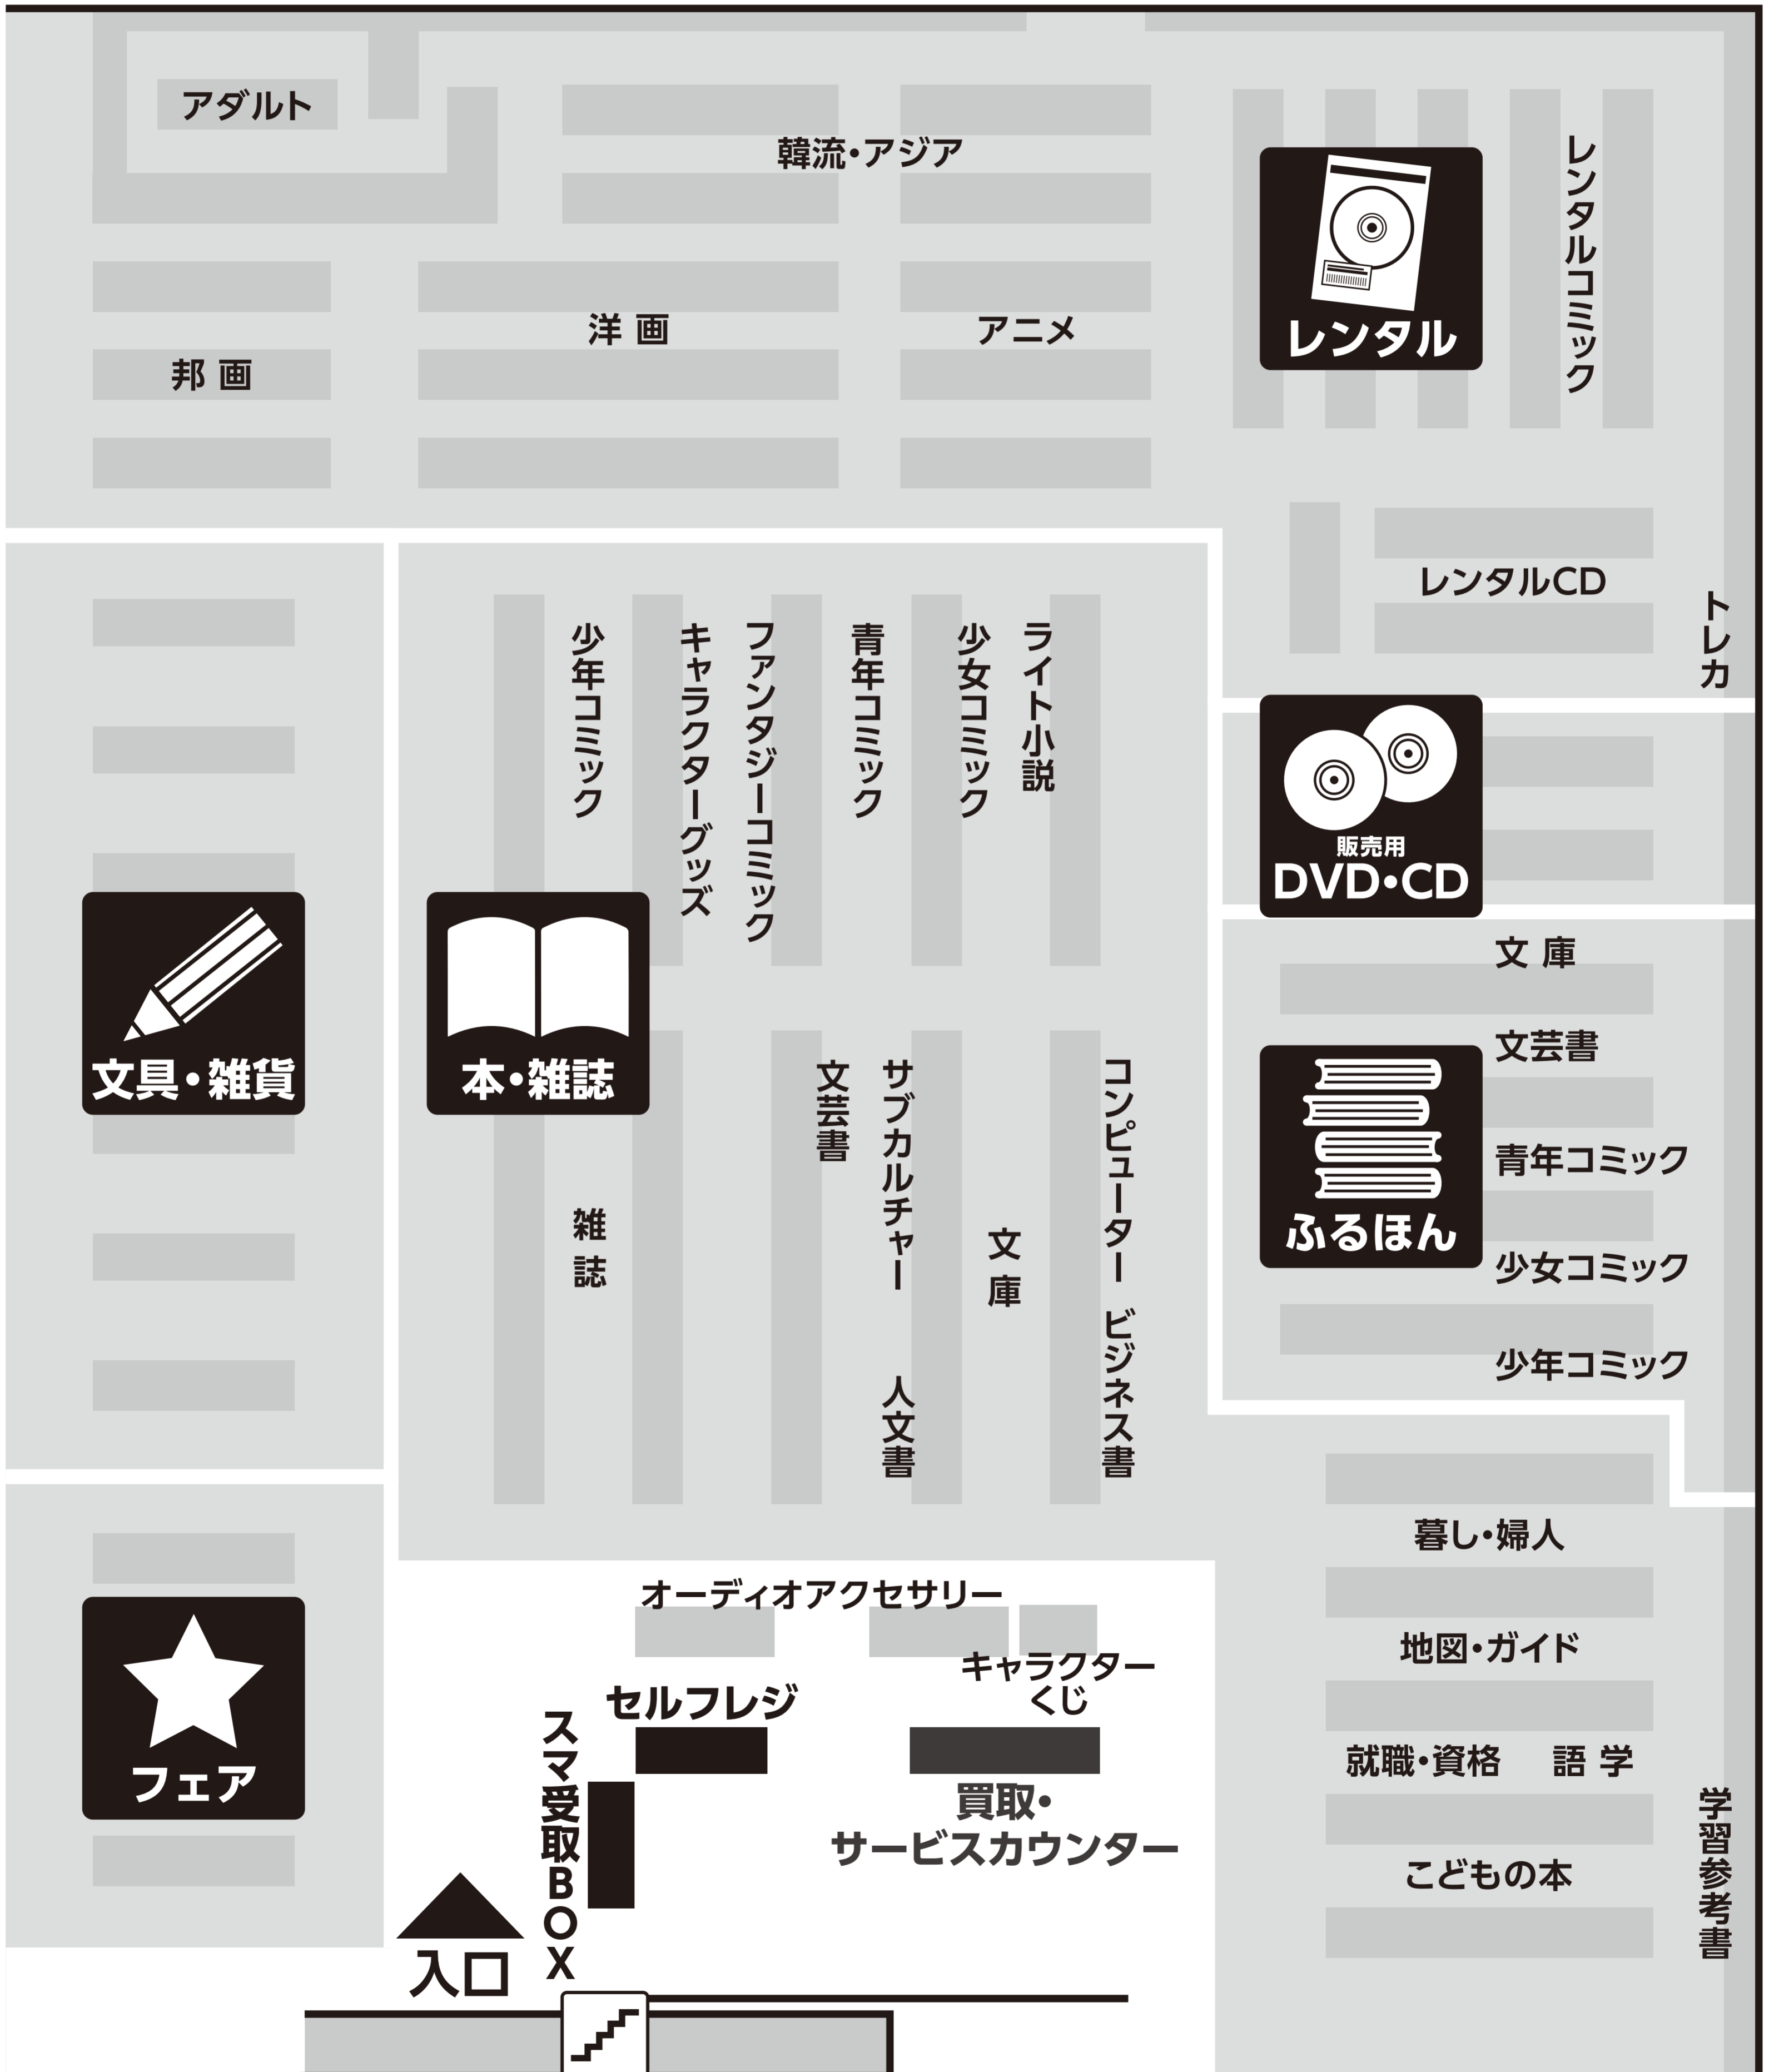 アダルト
韓流・アジア
レンタルコミック
洋画
アニメ
レンタル
邦画
レンタルCD
トレカ
少年コミック
キャラクターグッズ
ファンタジーコミック
青年コミック
少女コミック
ライト小説
販売用
DVD・CD
文具・雑貨
本・雑誌
文庫
文芸書
青年コミック
少女コミック
少年コミック
ふるほん
雑誌
文芸書
サブカルチャー
人文書
文庫
コンピューター ビジネス書
暮し・婦人
地図・ガイド
就職・資格
語学
こどもの本
学習参考書
フェア
オーディオアクセサリー
キャラクター
くじ
セルフレジ
スマ受取BOX
買取・
サービスカウンター
入口